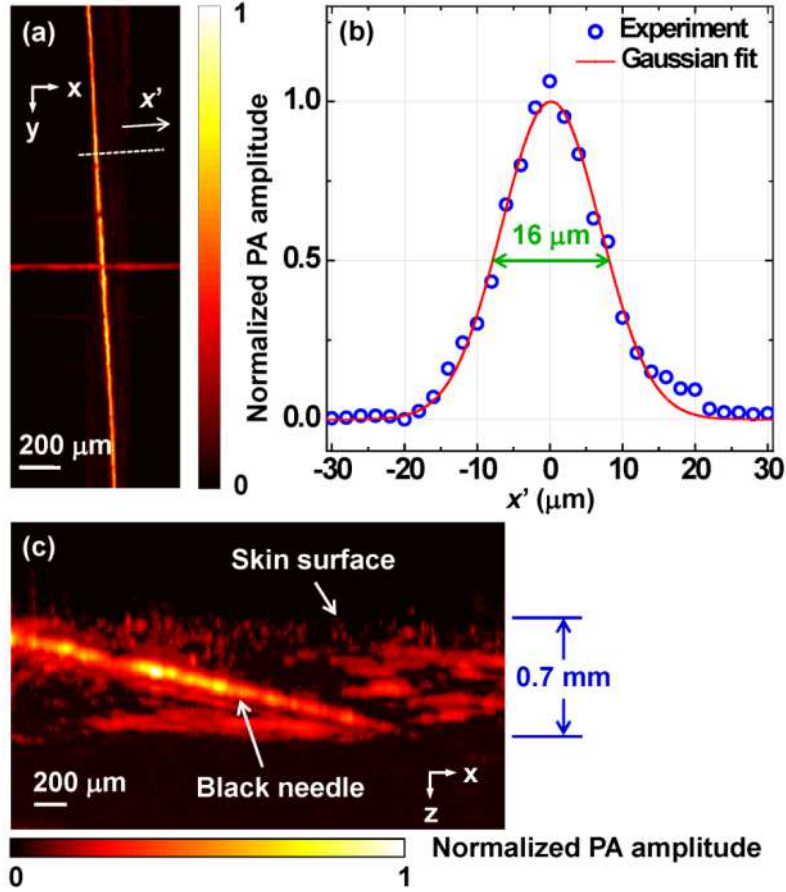 (a)
x
y
x'
200 μm
1
0
(b)
Experiment
Gaussian fit
Normalized PA amplitude
1.0
0.5
0.0
16 μm
-30 -20 -10 0 10 20 30
x' (μm)
(c)
Skin surface
0.7 mm
Black needle
x
z
200 μm
0 1
Normalized PA amplitude